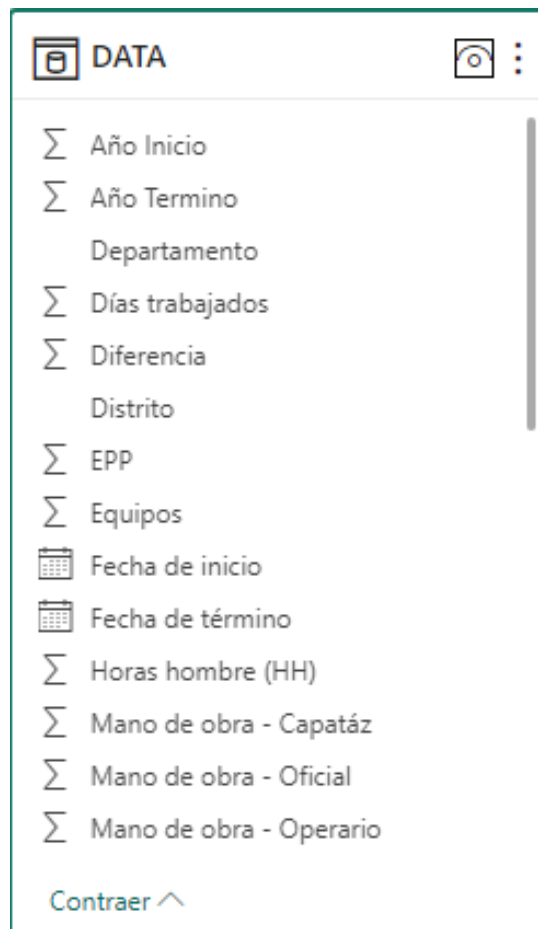 DATA
Año Inicio
Año Termino
Departamento
Días trabajados
Diferencia
Distrito
EPP
Equipos
Fecha de inicio
Fecha de término
Horas hombre (HH)
Mano de obra - Capatáz
Mano de obra - Oficial
Mano de obra - Operario
Contraer